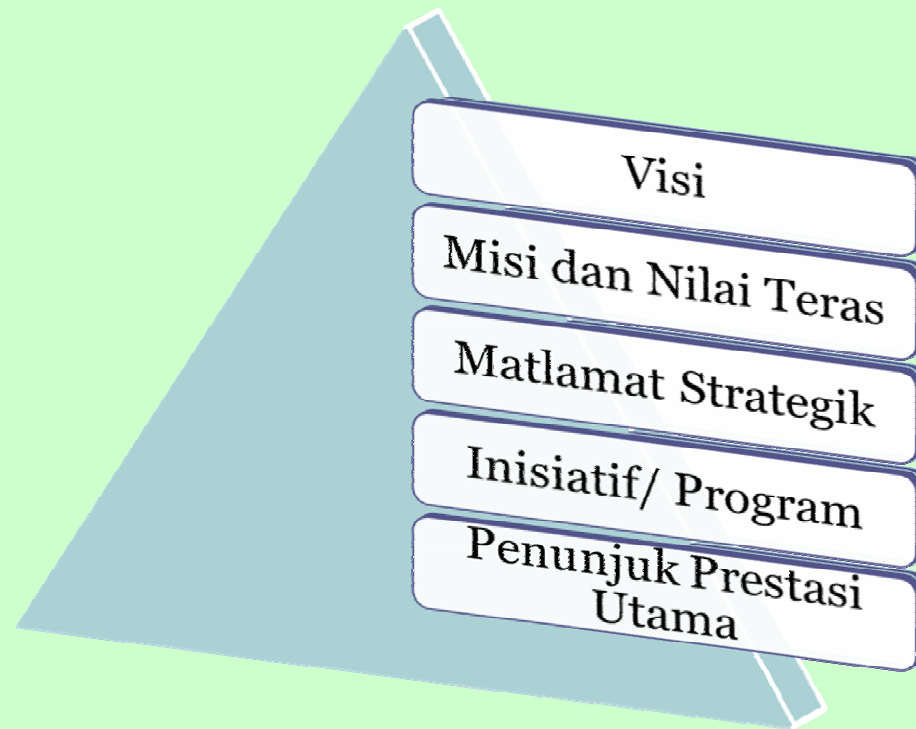 Visi
Misi dan Nilai Teras
Matlamat Strategik
Inisiatif/ Program
Penunjuk Prestasi
Utama